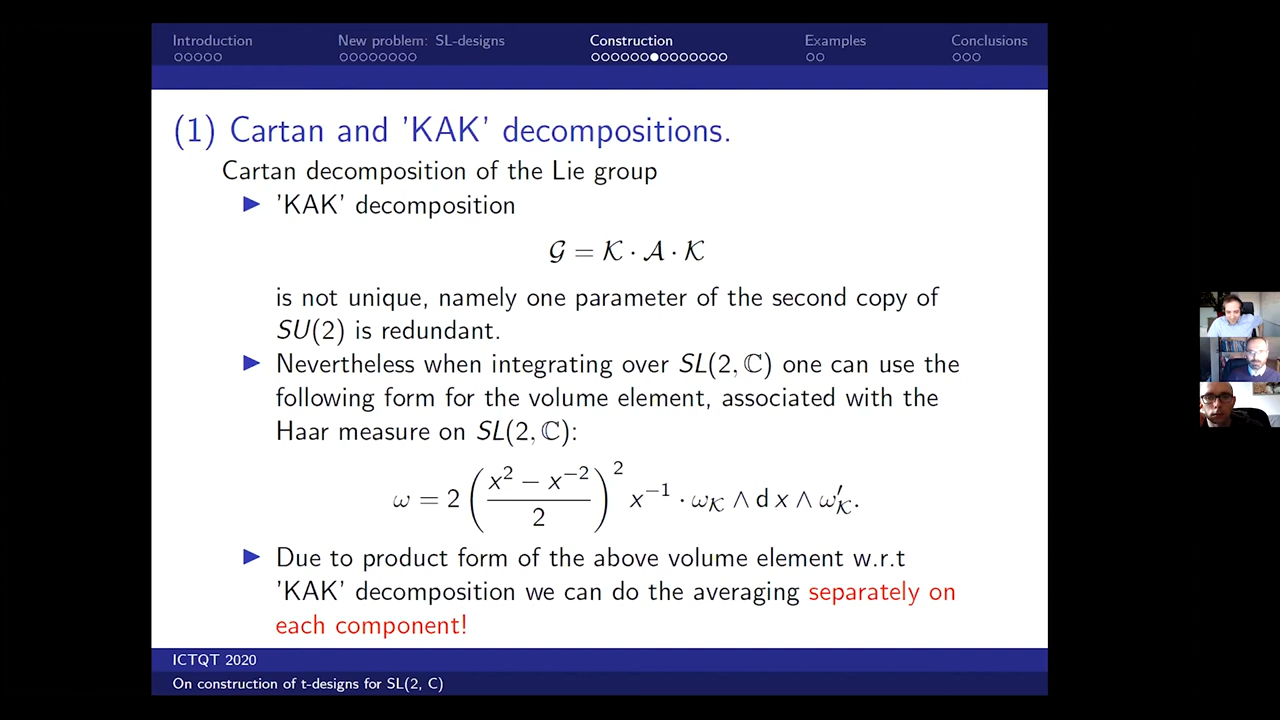 Introduction New problem: SL-designs Construction Examples Conclusions
(1) Cartan and 'KAK' decompositions.
Cartan decomposition of the Lie group
▶ 'KAK' decomposition
𝒢 = 𝒦 · 𝒜 · 𝒦
is not unique, namely one parameter of the second copy of
SU(2) is redundant.
▶ Nevertheless when integrating over SL(2, ℂ) one can use the
following form for the volume element, associated with the
Haar measure on SL(2, ℂ):
ω = 2 ((x² − x⁻²)/2)² x⁻¹ · ω_𝒦 ∧ d x ∧ ω′_𝒦.
▶ Due to product form of the above volume element w.r.t
'KAK' decomposition we can do the averaging separately on
each component!
ICTQT 2020
On construction of t-designs for SL(2, C)